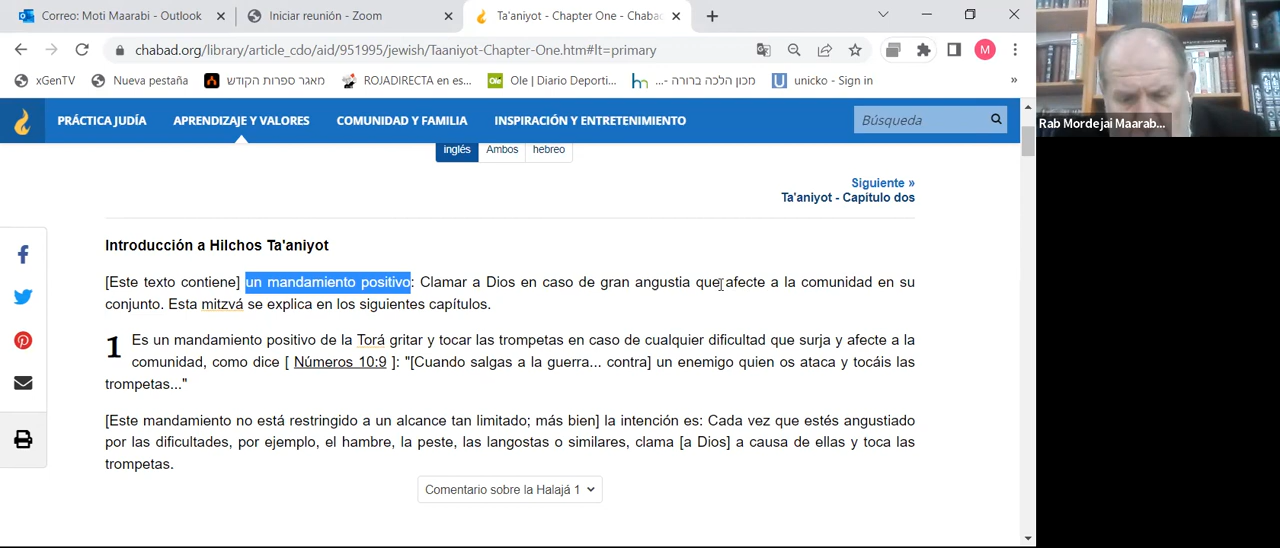 Correo: Moti Maarabi - Outlook
Iniciar reunión - Zoom
Ta'aniyot - Chapter One - Chabad
chabad.org/library/article_cdo/aid/951995/jewish/Taaniyot-Chapter-One.htm#lt=primary
M
xGenTV
Nueva pestaña
מאגר ספרות הקודש
ROJADIRECTA en es...
Ole | Diario Deporti...
מכון הלכה ברורה -...
unicko - Sign in
»
PRÁCTICA JUDÍA
APRENDIZAJE Y VALORES
COMUNIDAD Y FAMILIA
INSPIRACIÓN Y ENTRETENIMIENTO
Búsqueda
Rab Mordejai Maarab...
inglés
Ambos
hebreo
Siguiente »
Ta'aniyot - Capítulo dos
Introducción a Hilchos Ta'aniyot
[Este texto contiene] un mandamiento positivo: Clamar a Dios en caso de gran angustia que afecte a la comunidad en su
conjunto. Esta mitzvá se explica en los siguientes capítulos.
1 Es un mandamiento positivo de la Torá gritar y tocar las trompetas en caso de cualquier dificultad que surja y afecte a la
comunidad, como dice [ Números 10:9 ]: "[Cuando salgas a la guerra... contra] un enemigo quien os ataca y tocáis las
trompetas..."
[Este mandamiento no está restringido a un alcance tan limitado; más bien] la intención es: Cada vez que estés angustiado
por las dificultades, por ejemplo, el hambre, la peste, las langostas o similares, clama [a Dios] a causa de ellas y toca las
trompetas.
Comentario sobre la Halajá 1